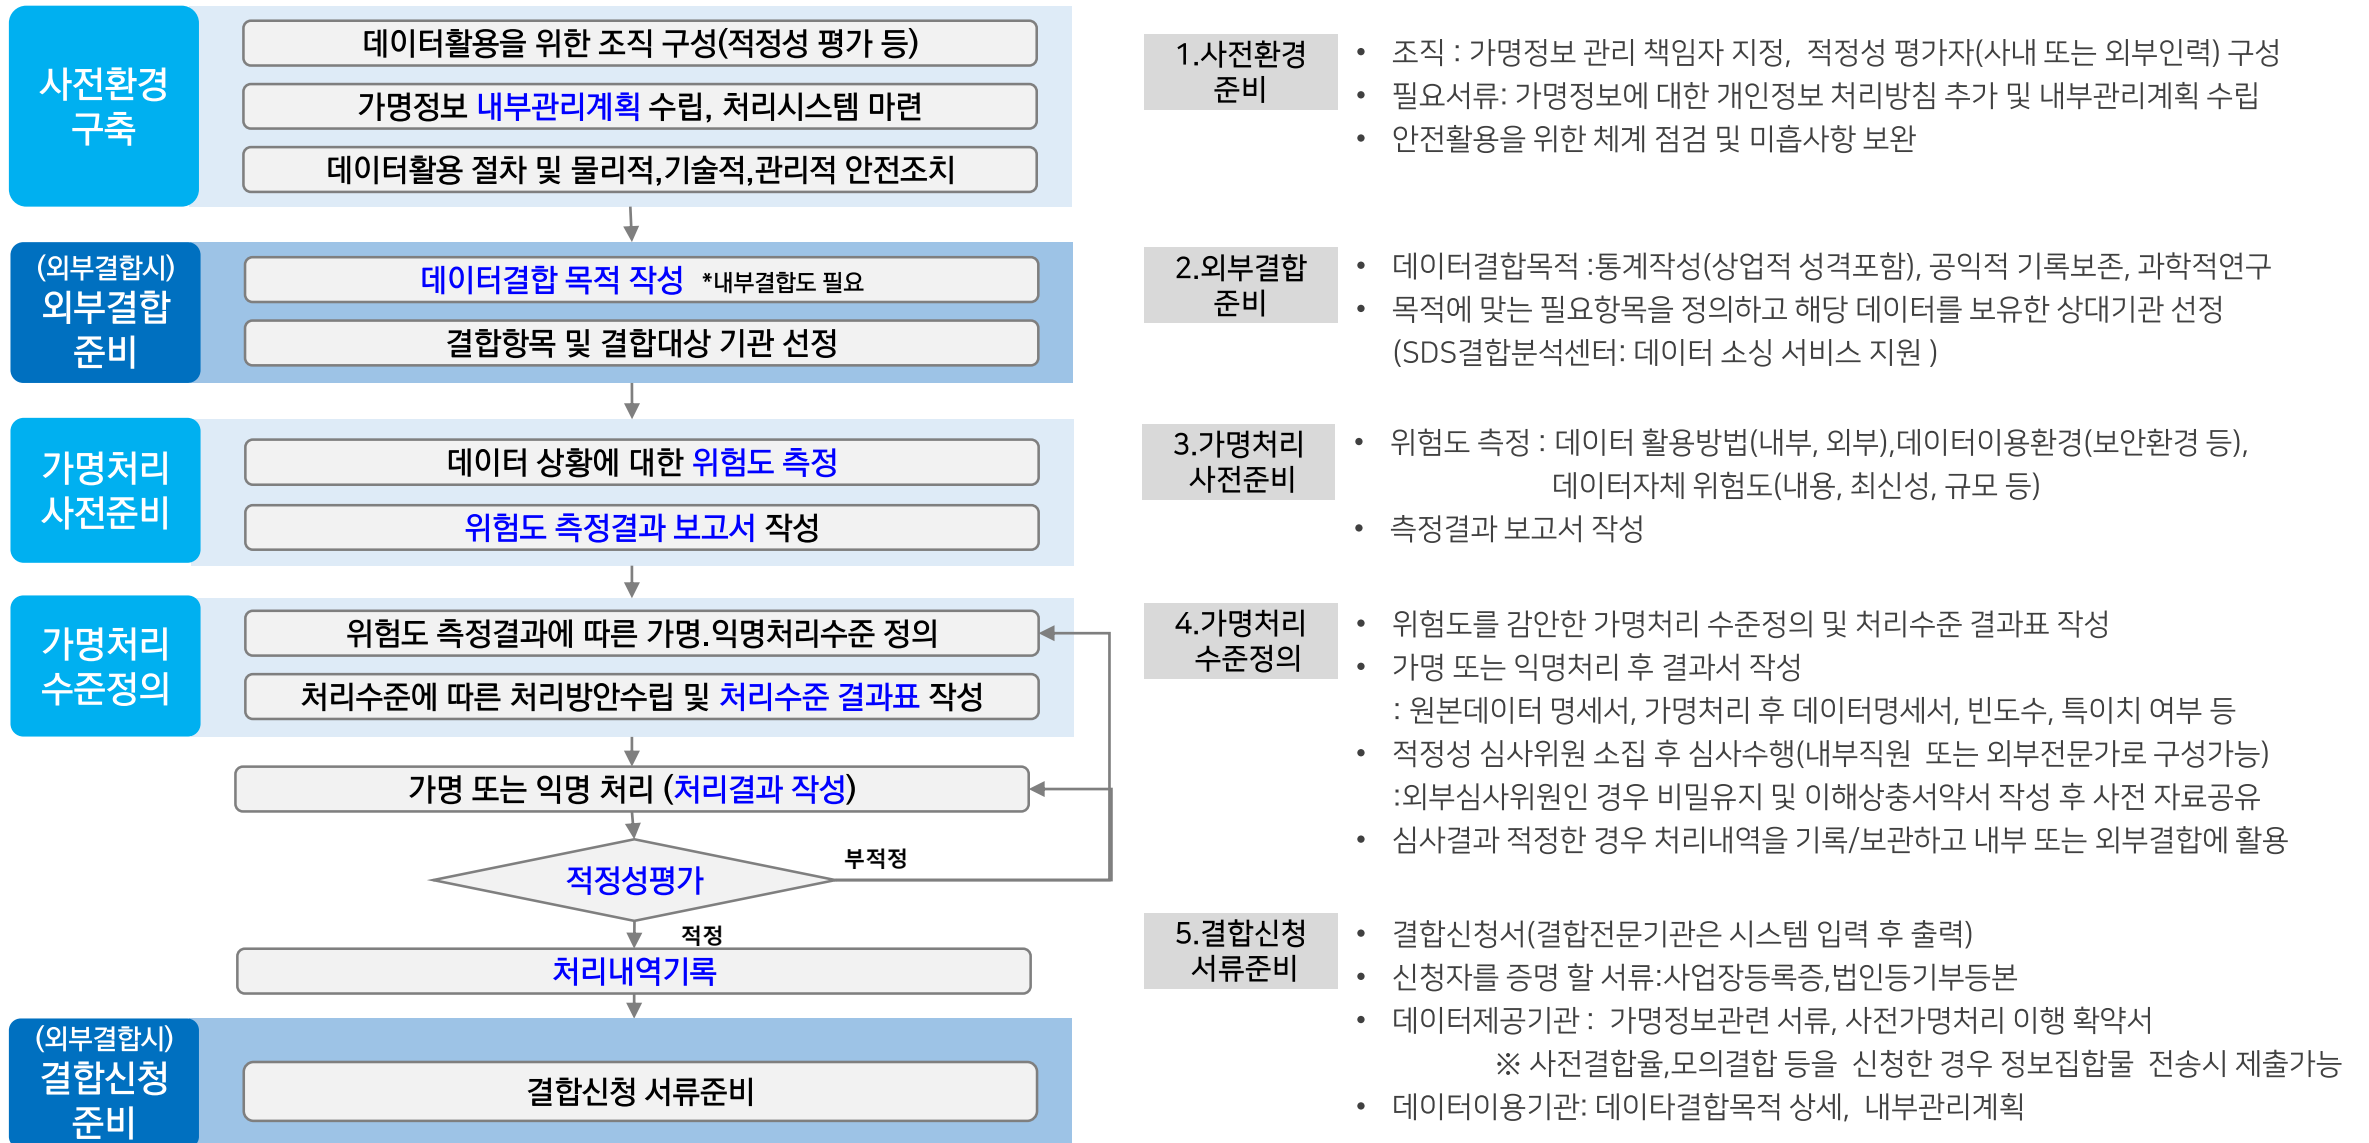 사전환경
구축
데이터활용을 위한 조직 구성(적정성 평가 등)
가명정보 내부관리계획 수립, 처리시스템 마련
데이터활용 절차 및 물리적,기술적,관리적 안전조치
(외부결합시)
외부결합
준비
데이터결합 목적 작성 *내부결합도 필요
결합항목 및 결합대상 기관 선정
가명처리
사전준비
데이터 상황에 대한 위험도 측정
위험도 측정결과 보고서 작성
가명처리
수준정의
위험도 측정결과에 따른 가명.익명처리수준 정의
처리수준에 따른 처리방안수립 및 처리수준 결과표 작성
가명 또는 익명 처리 (처리결과 작성)
적정성평가
부적정
적정
처리내역기록
(외부결합시)
결합신청
준비
결합신청 서류준비
1.사전환경
준비
• 조직 : 가명정보 관리 책임자 지정, 적정성 평가자(사내 또는 외부인력) 구성
• 필요서류: 가명정보에 대한 개인정보 처리방침 추가 및 내부관리계획 수립
• 안전활용을 위한 체계 점검 및 미흡사항 보완
2.외부결합
준비
• 데이터결합목적 :통계작성(상업적 성격포함), 공익적 기록보존, 과학적연구
• 목적에 맞는 필요항목을 정의하고 해당 데이터를 보유한 상대기관 선정
(SDS결합분석센터: 데이터 소싱 서비스 지원 )
3.가명처리
사전준비
• 위험도 측정 : 데이터 활용방법(내부, 외부),데이터이용환경(보안환경 등),
데이터자체 위험도(내용, 최신성, 규모 등)
• 측정결과 보고서 작성
4.가명처리
수준정의
• 위험도를 감안한 가명처리 수준정의 및 처리수준 결과표 작성
• 가명 또는 익명처리 후 결과서 작성
: 원본데이터 명세서, 가명처리 후 데이터명세서, 빈도수, 특이치 여부 등
• 적정성 심사위원 소집 후 심사수행(내부직원 또는 외부전문가로 구성가능)
:외부심사위원인 경우 비밀유지 및 이해상충서약서 작성 후 사전 자료공유
• 심사결과 적정한 경우 처리내역을 기록/보관하고 내부 또는 외부결합에 활용
5.결합신청
서류준비
• 결합신청서(결합전문기관은 시스템 입력 후 출력)
• 신청자를 증명 할 서류:사업장등록증,법인등기부등본
• 데이터제공기관 : 가명정보관련 서류, 사전가명처리 이행 확약서
※ 사전결합율,모의결합 등을 신청한 경우 정보집합물 전송시 제출가능
• 데이터이용기관: 데이타결합목적 상세, 내부관리계획